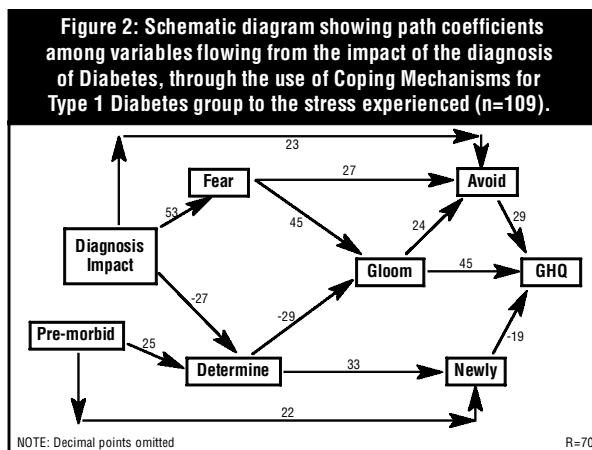 Figure 2: Schematic diagram showing path coefficients
among variables flowing from the impact of the diagnosis
of Diabetes, through the use of Coping Mechanisms for
Type 1 Diabetes group to the stress experienced (n=109).
23
Fear
27
Avoid
53
45
24
29
Diagnosis
Impact
Gloom
45
GHQ
-27
-29
-19
Pre-morbid
25
Determine
33
Newly
22
NOTE: Decimal points omitted
R=70